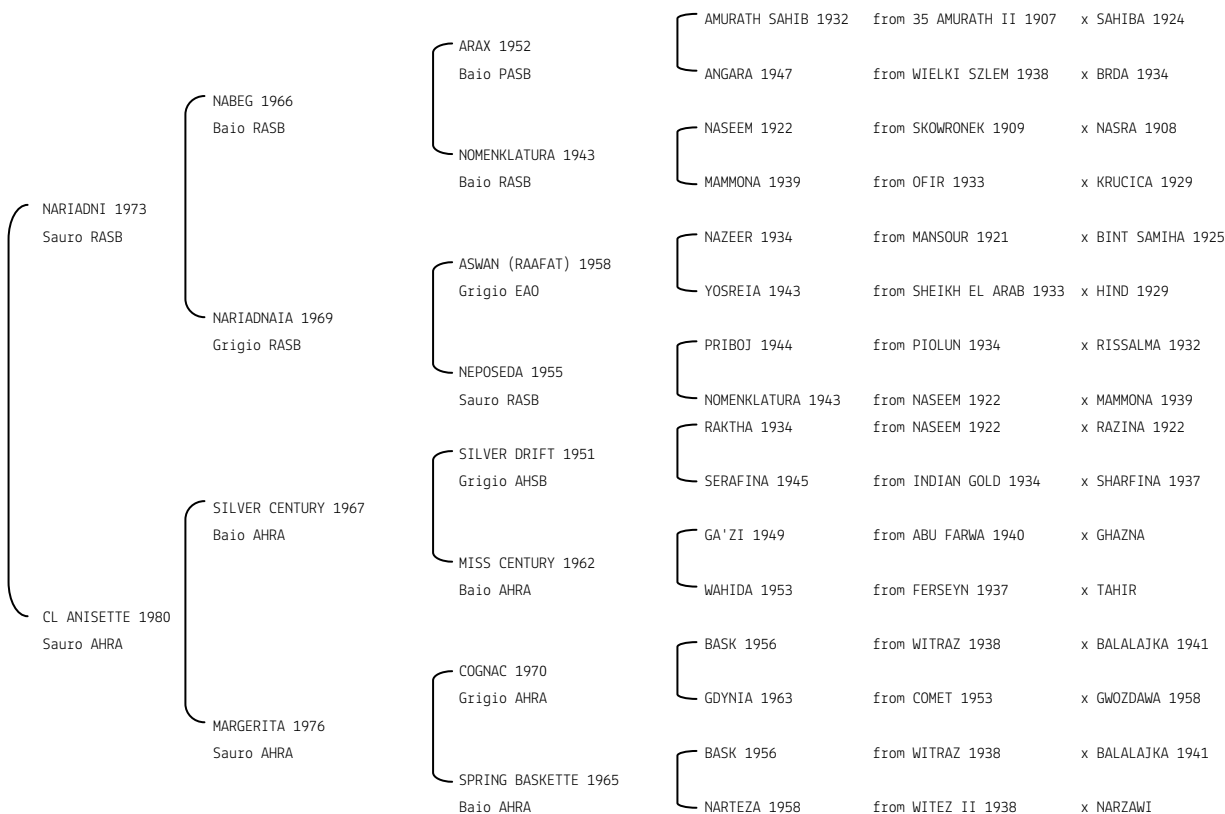 AMURATH SAHIB 1932 from 35 AMURATH II 1907 x SAHIBA 1924
ARAX 1952
Baio PASB
ANGARA 1947 from WIELKI SZLEM 1938 x BRDA 1934
NABEG 1966
Baio RASB
NASEEM 1922 from SKOWRONEK 1909 x NASRA 1908
NOMENKLATURA 1943
Baio RASB
MAMMONA 1939 from OFIR 1933 x KRUCICA 1929
NARIADNI 1973
Sauro RASB
NAZEER 1934 from MANSOUR 1921 x BINT SAMIHA 1925
ASWAN (RAAFAT) 1958
Grigio EAO
YOSREIA 1943 from SHEIKH EL ARAB 1933 x HIND 1929
NARIADNAIA 1969
Grigio RASB
PRIBOJ 1944 from PIOLUN 1934 x RISSALMA 1932
NEPOSEDA 1955
Sauro RASB
NOMENKLATURA 1943 from NASEEM 1922 x MAMMONA 1939
RAKTHA 1934 from NASEEM 1922 x RAZINA 1922
SILVER DRIFT 1951
Grigio AHSB
SERAFINA 1945 from INDIAN GOLD 1934 x SHARFINA 1937
SILVER CENTURY 1967
Baio AHRA
GA'ZI 1949 from ABU FARWA 1940 x GHAZNA
MISS CENTURY 1962
Baio AHRA
WAHIDA 1953 from FERSEYN 1937 x TAHIR
CL ANISETTE 1980
Sauro AHRA
BASK 1956 from WITRAZ 1938 x BALALAJKA 1941
COGNAC 1970
Grigio AHRA
GDYNIA 1963 from COMET 1953 x GWOZDAWA 1958
MARGERITA 1976
Sauro AHRA
BASK 1956 from WITRAZ 1938 x BALALAJKA 1941
SPRING BASKETTE 1965
Baio AHRA
NARTEZA 1958 from WITEZ II 1938 x NARZAWI